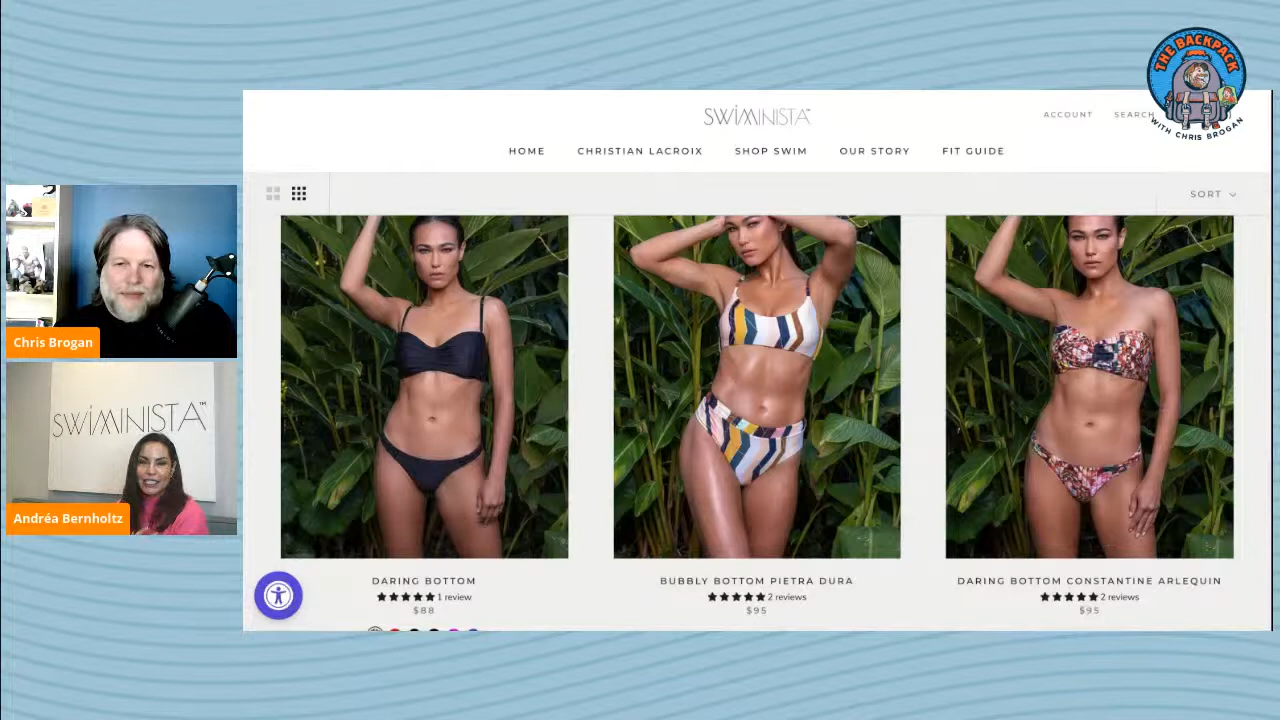 THE BACKPACK
WITH CHRIS BROGAN
SWIMINISTA™
ACCOUNT
SEARCH
HOME
CHRISTIAN LACROIX
SHOP SWIM
OUR STORY
FIT GUIDE
SORT
Chris Brogan
SWIMINISTA™
Andréa Bernholtz
DARING BOTTOM
1 review
$88
BUBBLY BOTTOM PIETRA DURA
2 reviews
$95
DARING BOTTOM CONSTANTINE ARLEQUIN
2 reviews
$95